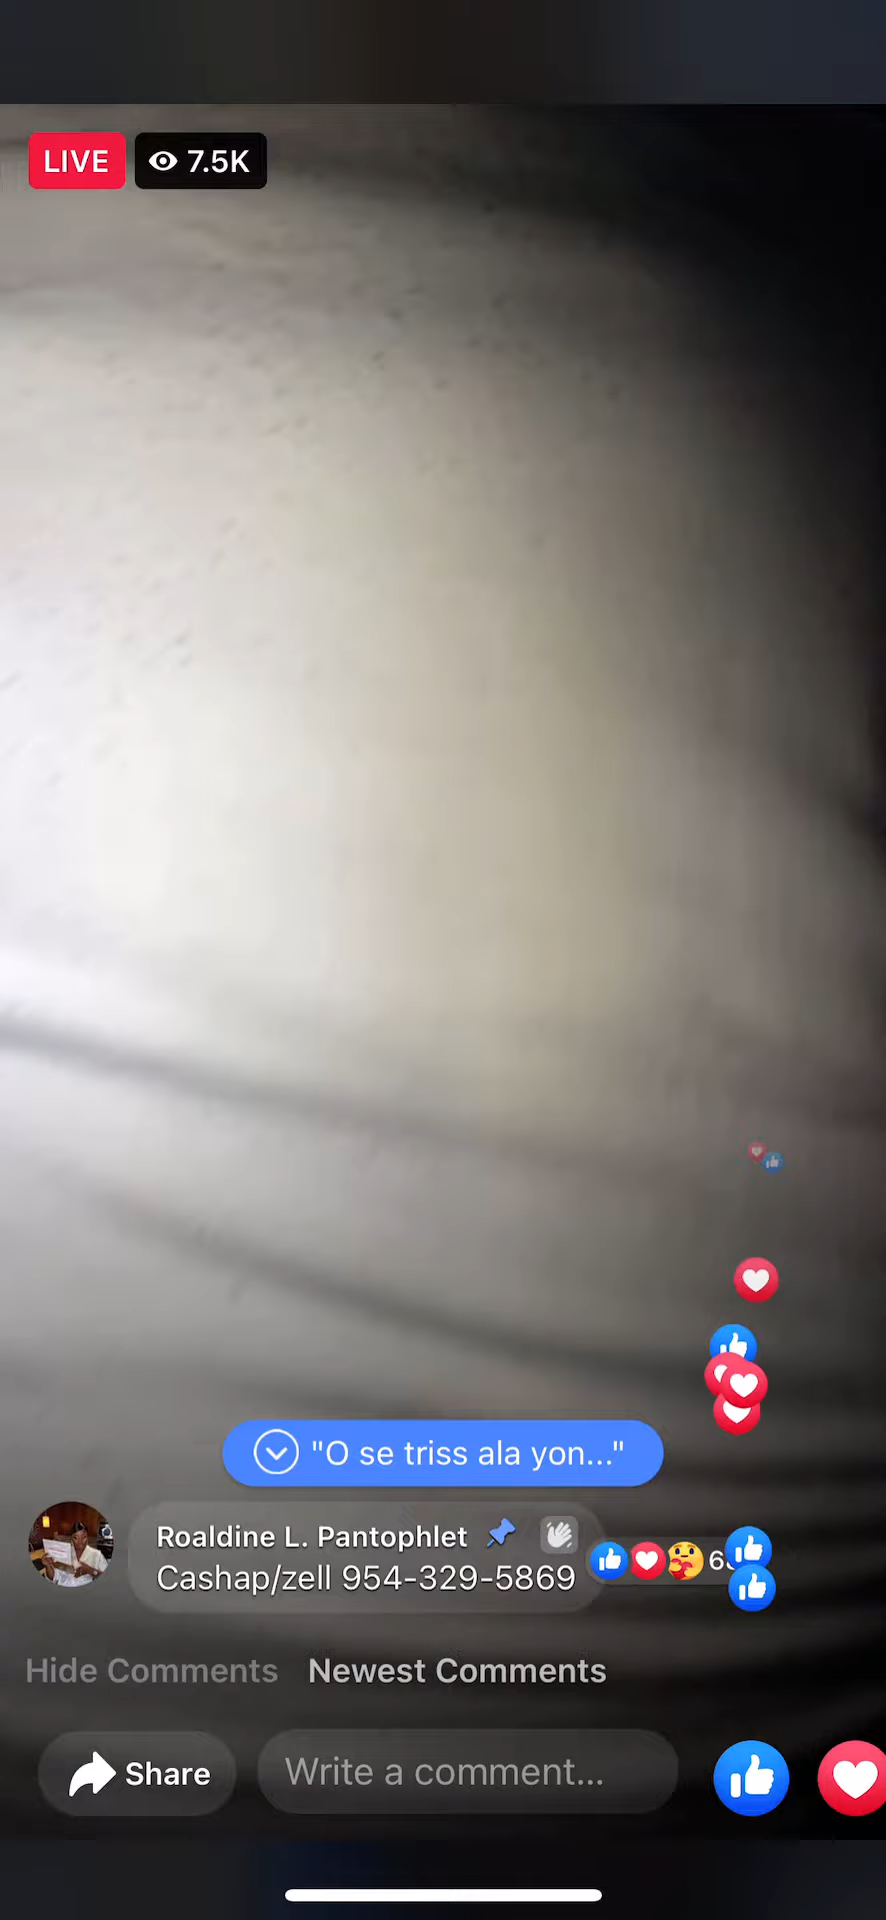 LIVE 7.5K
"O se triss ala yon..."
Roaldine L. Pantophlet
Cashap/zell 954-329-5869
Hide Comments Newest Comments
Share Write a comment...